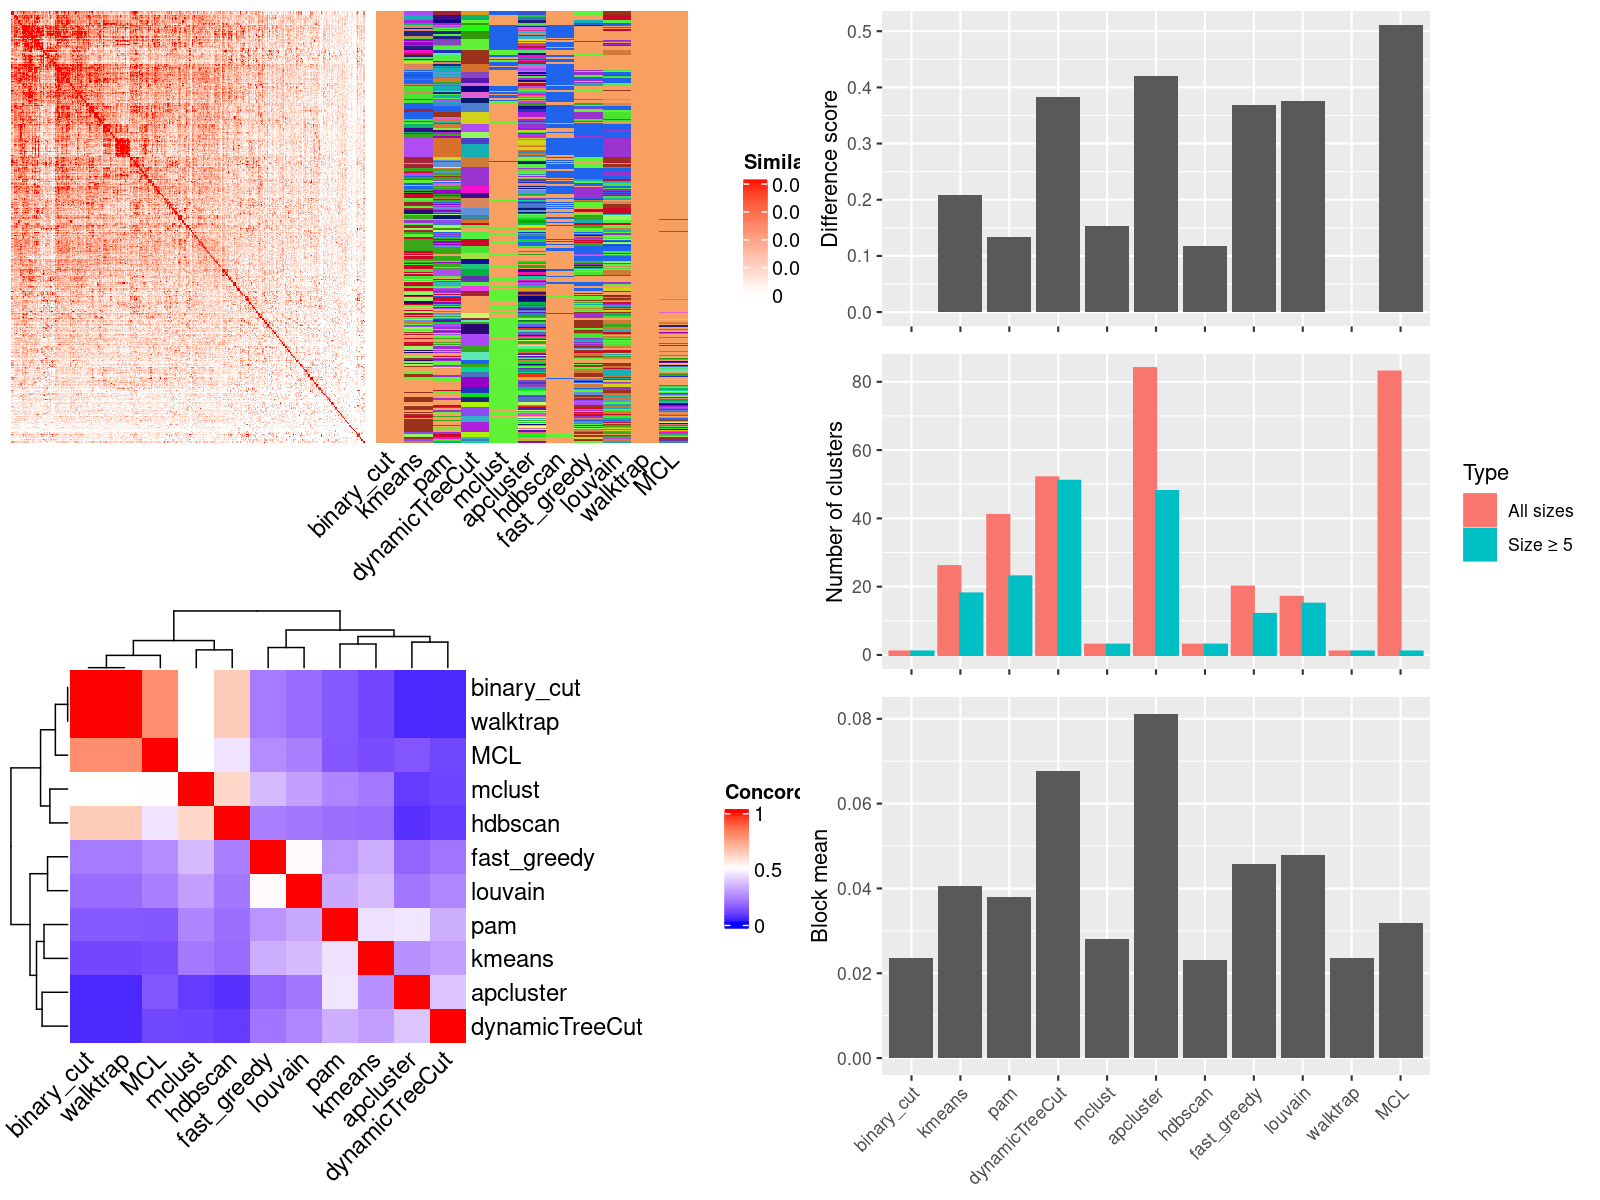 Simila
0.0
0.0
0.0
0.0
0
binary_cut
kmeans
pam
dynamicTreeCut
mclust
apcluster
hdbscan
fast_greedy
louvain
walktrap
MCL
binary_cut
walktrap
MCL
mclust
hdbscan
fast_greedy
louvain
pam
kmeans
apcluster
dynamicTreeCut
binary_cut
walktrap
MCL
mclust
hdbscan
fast_greedy
louvain
pam
kmeans
apcluster
dynamicTreeCut
Concord
1
0.5
0
Difference score
0.5
0.4
0.3
0.2
0.1
0.0
Number of clusters
80
60
40
20
0
Type
All sizes
Size ≥ 5
Block mean
0.08
0.06
0.04
0.02
0.00
binary_cut
kmeans
pam
dynamicTreeCut
mclust
apcluster
hdbscan
fast_greedy
louvain
walktrap
MCL